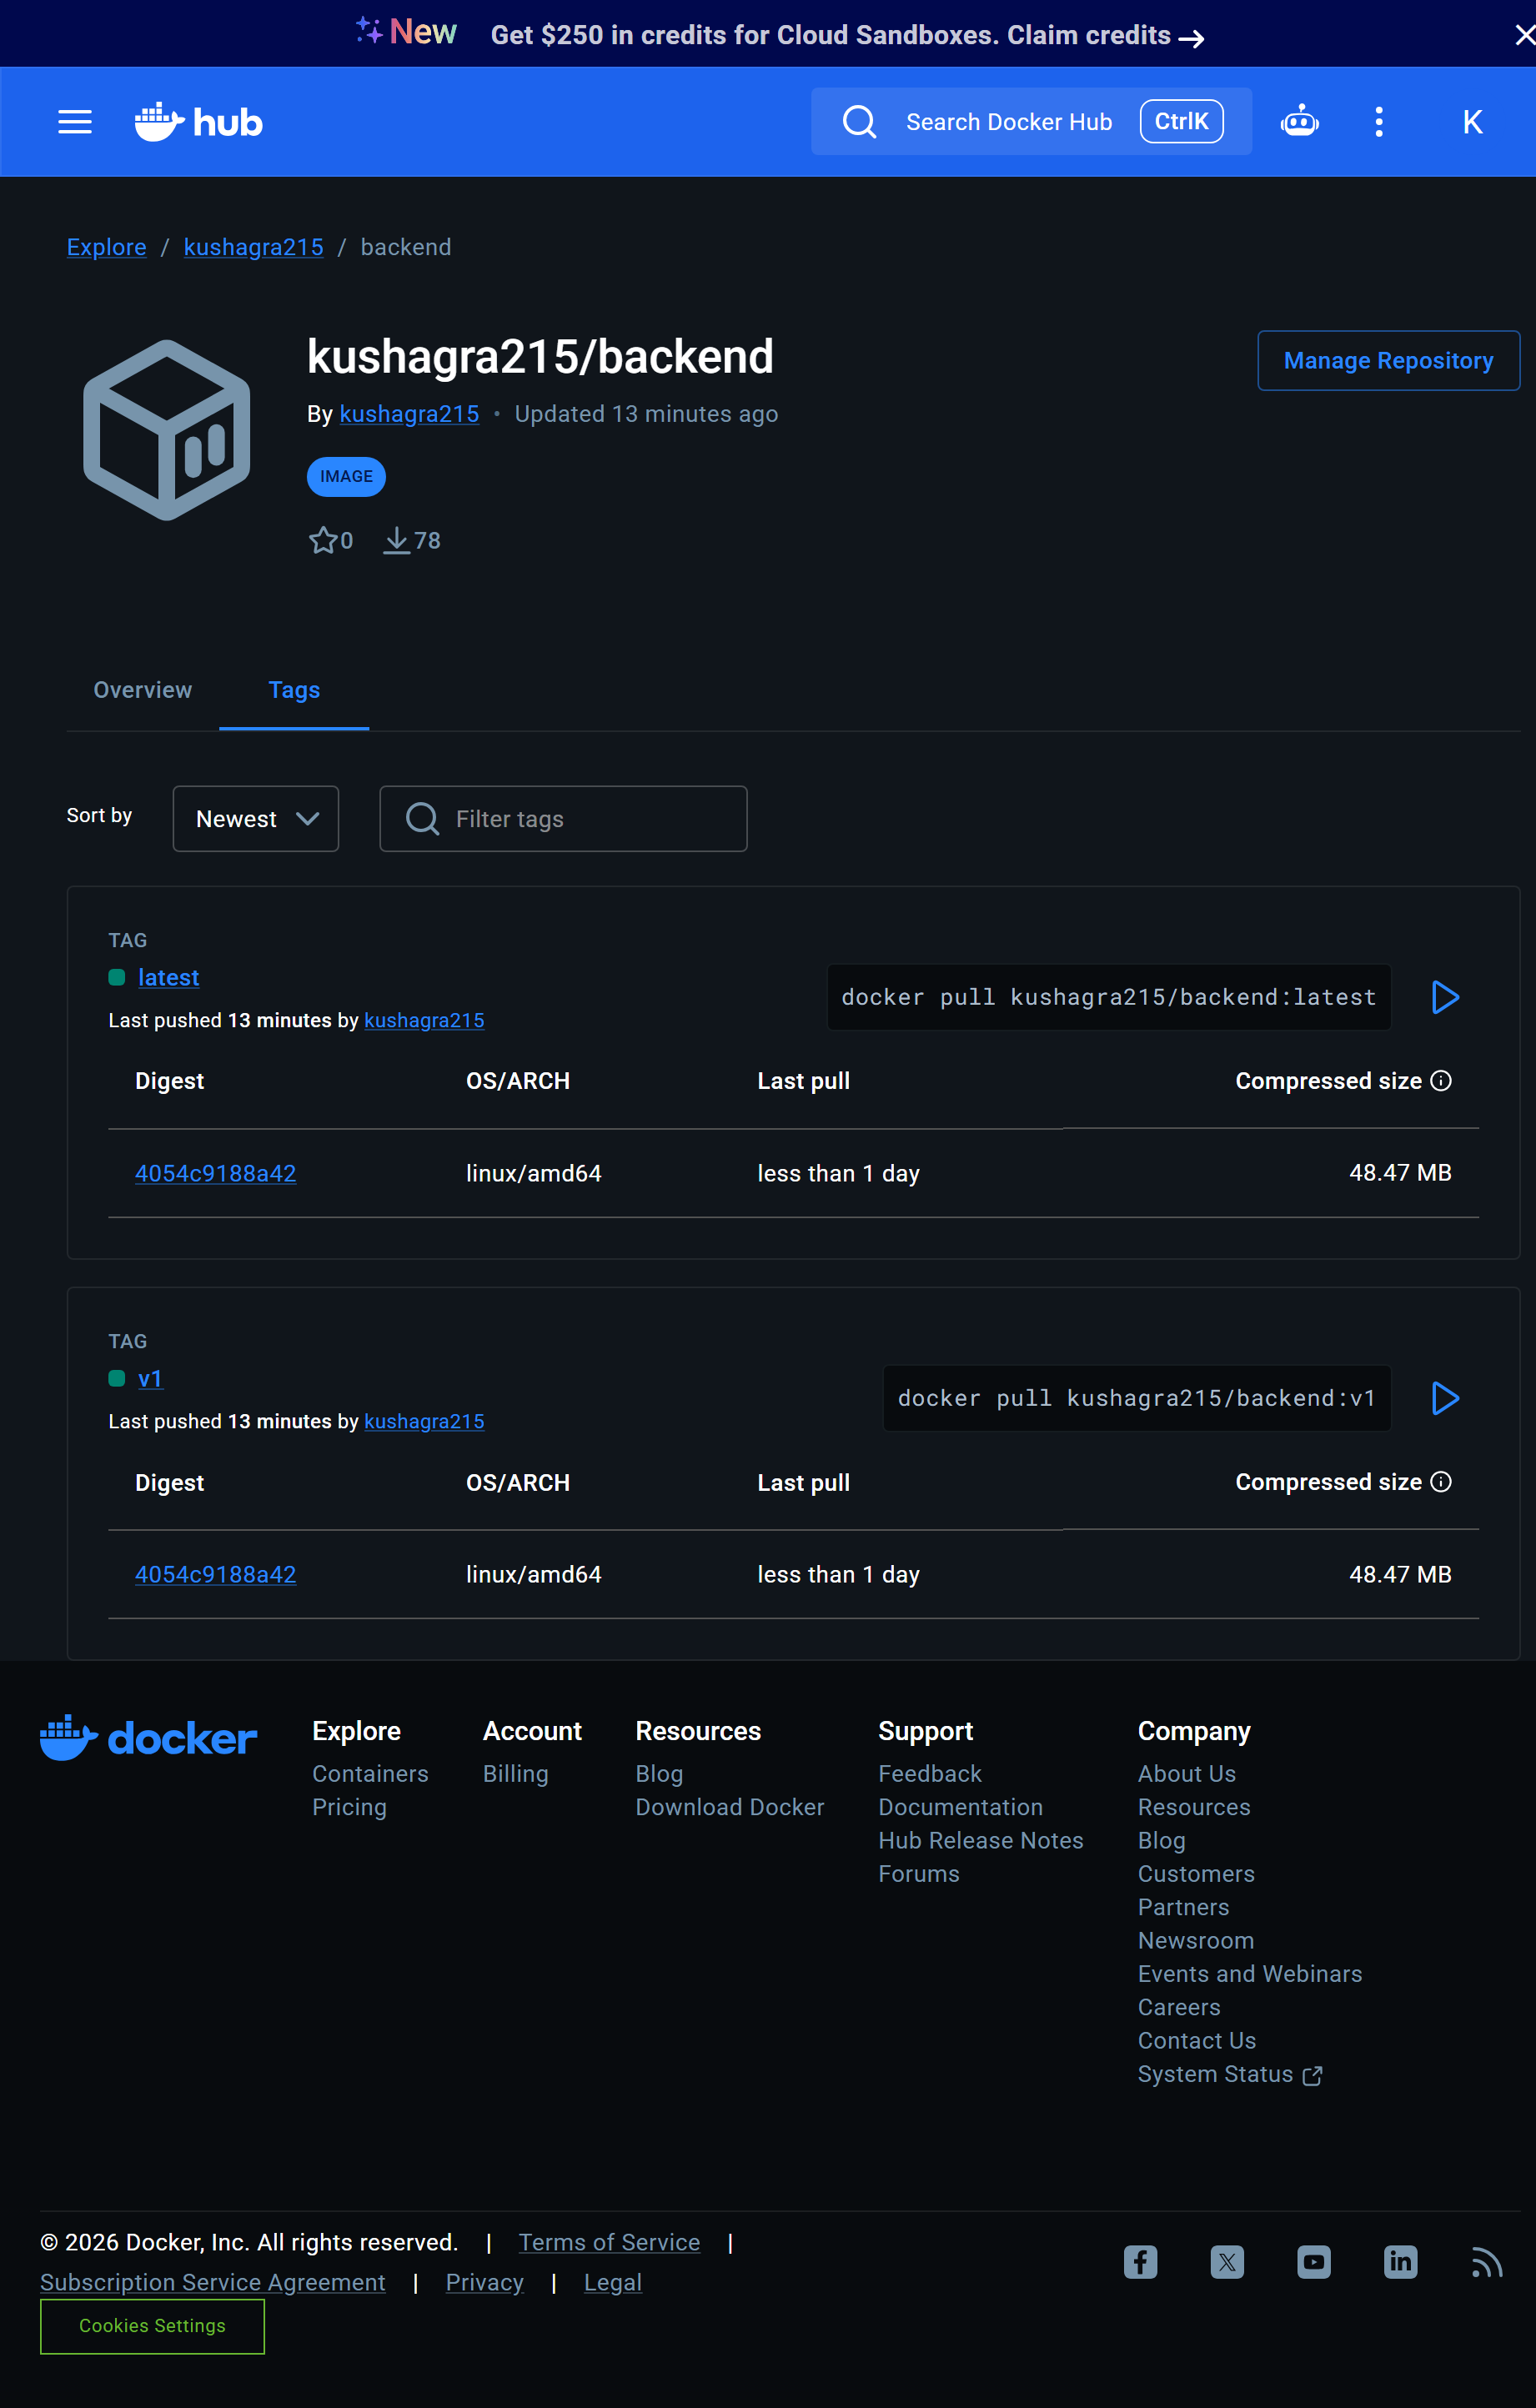 New Get $250 in credits for Cloud Sandboxes. Claim credits →
hub Search Docker Hub CtrlK K
Explore / kushagra215 / backend
kushagra215/backend
Manage Repository
By kushagra215 • Updated 13 minutes ago
IMAGE
0 78
Overview Tags
Sort by Newest Filter tags
TAG
latest
docker pull kushagra215/backend:latest
Last pushed 13 minutes by kushagra215
Digest OS/ARCH Last pull Compressed size
4054c9188a42 linux/amd64 less than 1 day 48.47 MB
TAG
v1
docker pull kushagra215/backend:v1
Last pushed 13 minutes by kushagra215
Digest OS/ARCH Last pull Compressed size
4054c9188a42 linux/amd64 less than 1 day 48.47 MB
docker
Explore
Containers
Pricing
Account
Billing
Resources
Blog
Download Docker
Support
Feedback
Documentation
Hub Release Notes
Forums
Company
About Us
Resources
Blog
Customers
Partners
Newsroom
Events and Webinars
Careers
Contact Us
System Status
© 2026 Docker, Inc. All rights reserved. | Terms of Service |
Subscription Service Agreement | Privacy | Legal
Cookies Settings